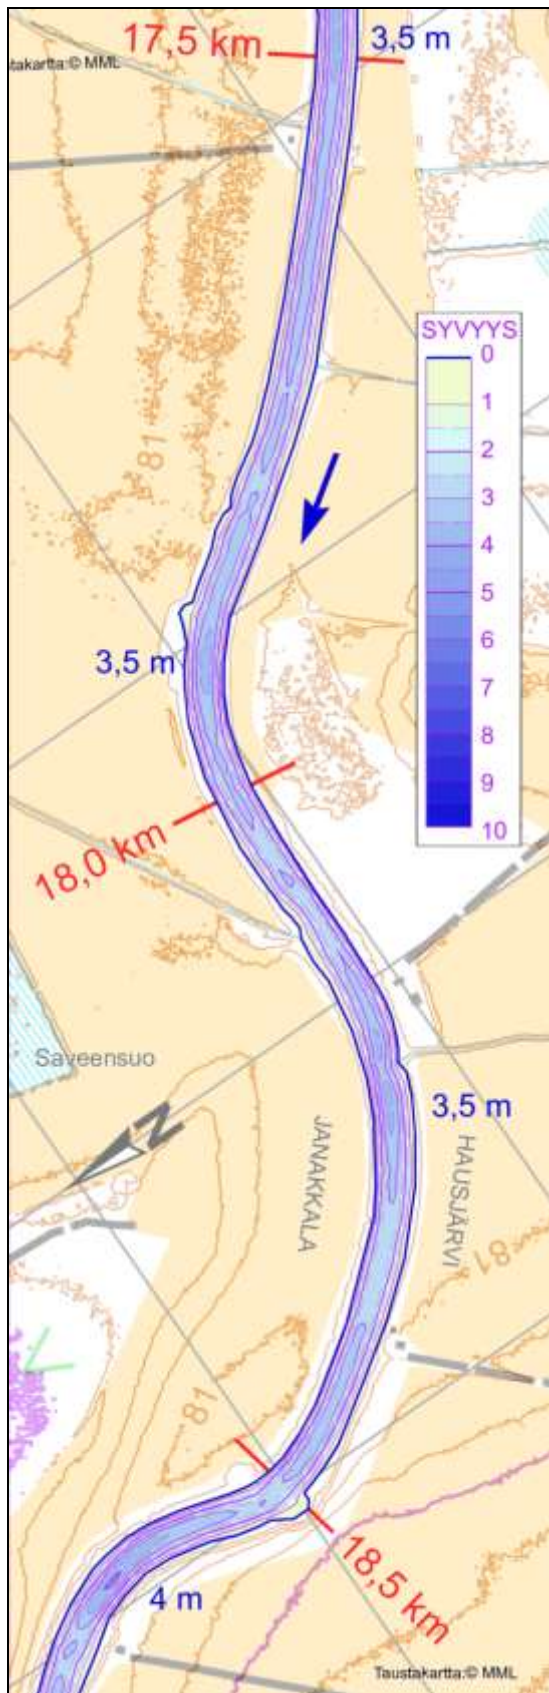 17,5 km
3,5 m
takartta:© MML
SYVYYS
0
1
2
3
4
5
6
7
8
9
10
81
3,5 m
18,0 km
Saveensuo
N
3,5 m
JANAKKALA
HAUSJÄRVI
81
81
18,5 km
4 m
Taustakartta:© MML